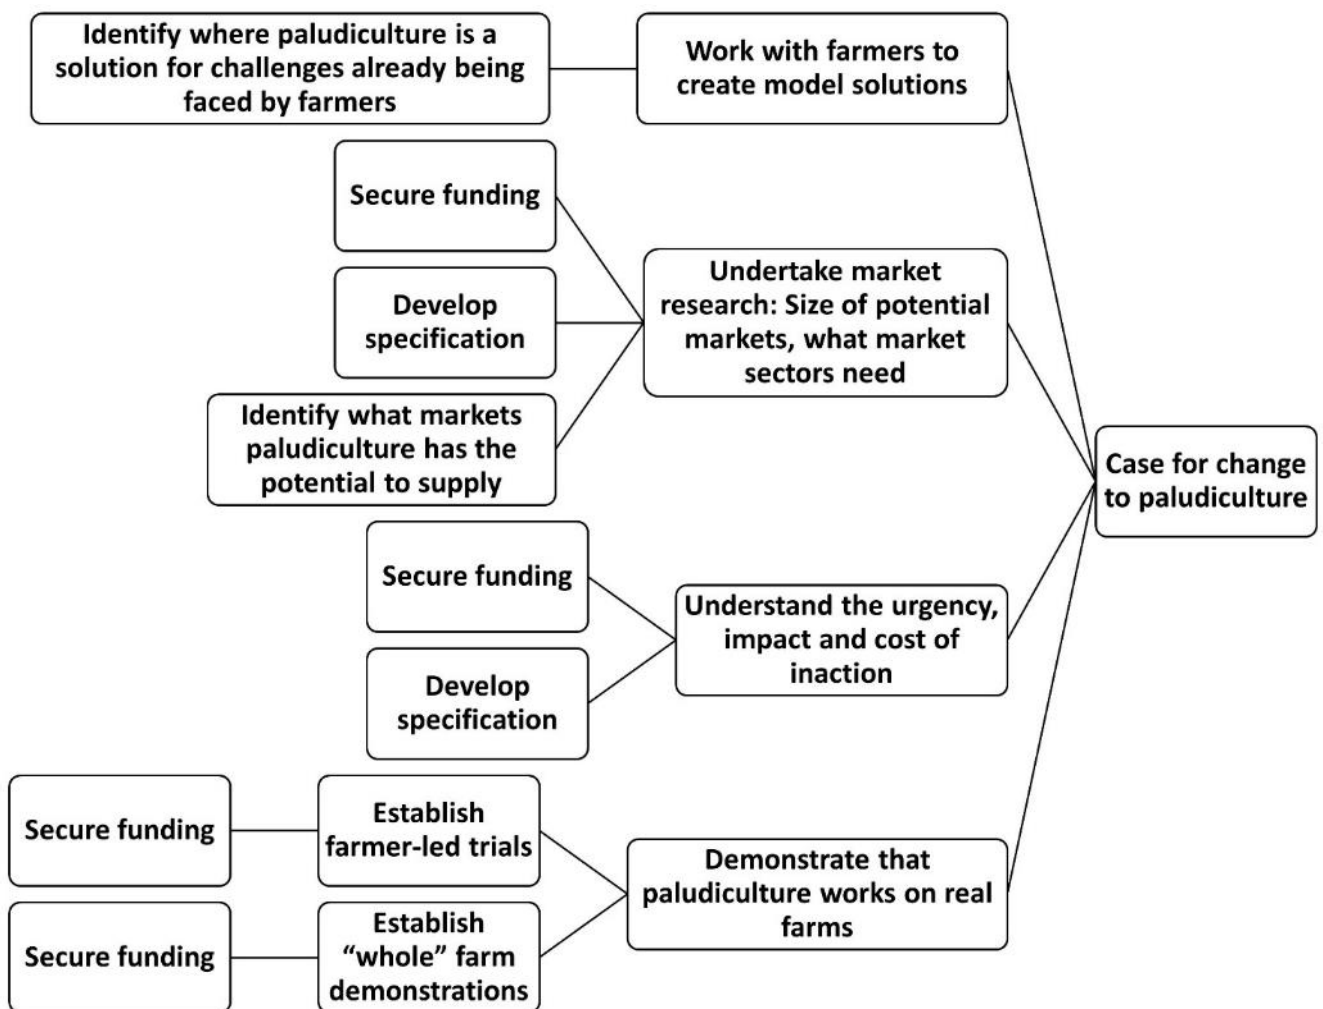 Identify where paludiculture is a
solution for challenges already being
faced by farmers
Work with farmers to
create model solutions
Secure funding
Develop
specification
Identify what markets
paludiculture has the
potential to supply
Undertake market
research: Size of potential
markets, what market
sectors need
Case for change
to paludiculture
Secure funding
Develop
specification
Understand the urgency,
impact and cost of
inaction
Secure funding
Establish
farmer-led trials
Secure funding
Establish
“whole” farm
demonstrations
Demonstrate that
paludiculture works on real
farms